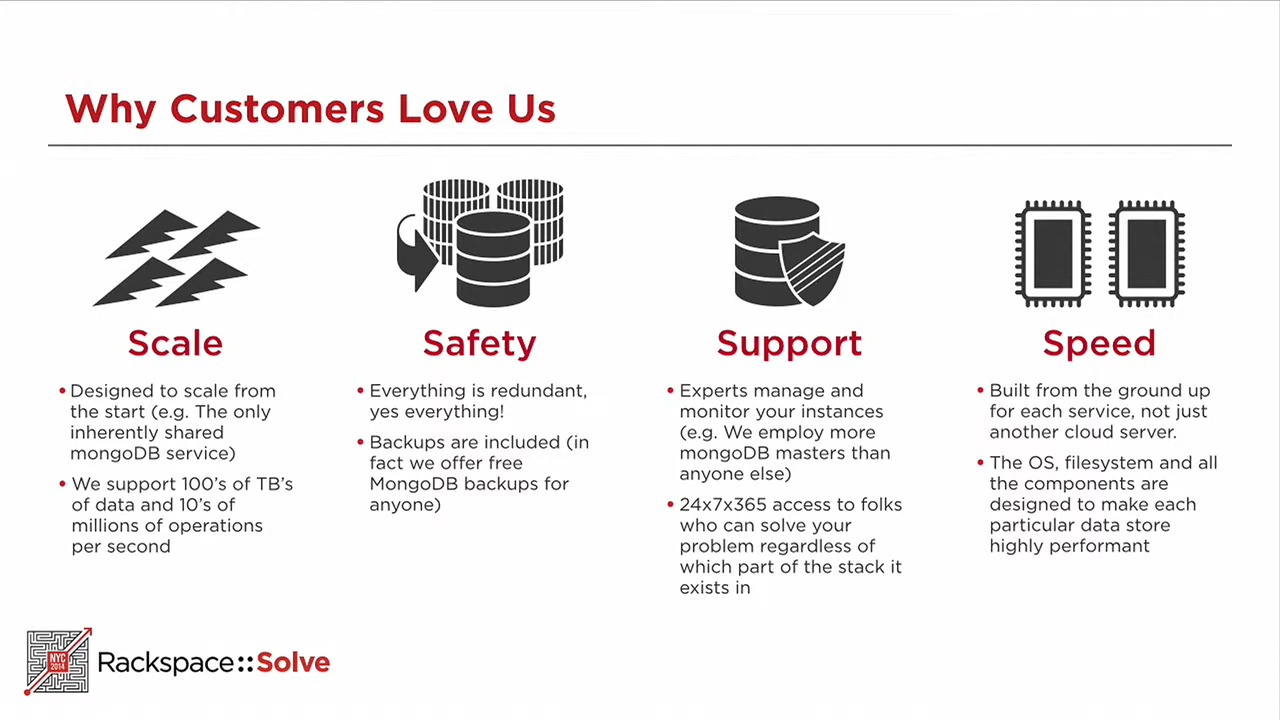 Why Customers Love Us
Scale
• Designed to scale from
the start (e.g. The only
inherently shared
mongoDB service)
• We support 100's of TB's
of data and 10's of
millions of operations
per second
Safety
• Everything is redundant,
yes everything!
• Backups are included (in
fact we offer free
MongoDB backups for
anyone)
Support
• Experts manage and
monitor your instances
(e.g. We employ more
mongoDB masters than
anyone else)
• 24x7x365 access to folks
who can solve your
problem regardless of
which part of the stack it
exists in
Speed
• Built from the ground up
for each service, not just
another cloud server.
• The OS, filesystem and all
the components are
designed to make each
particular data store
highly performant
NYC
2014
Rackspace::Solve